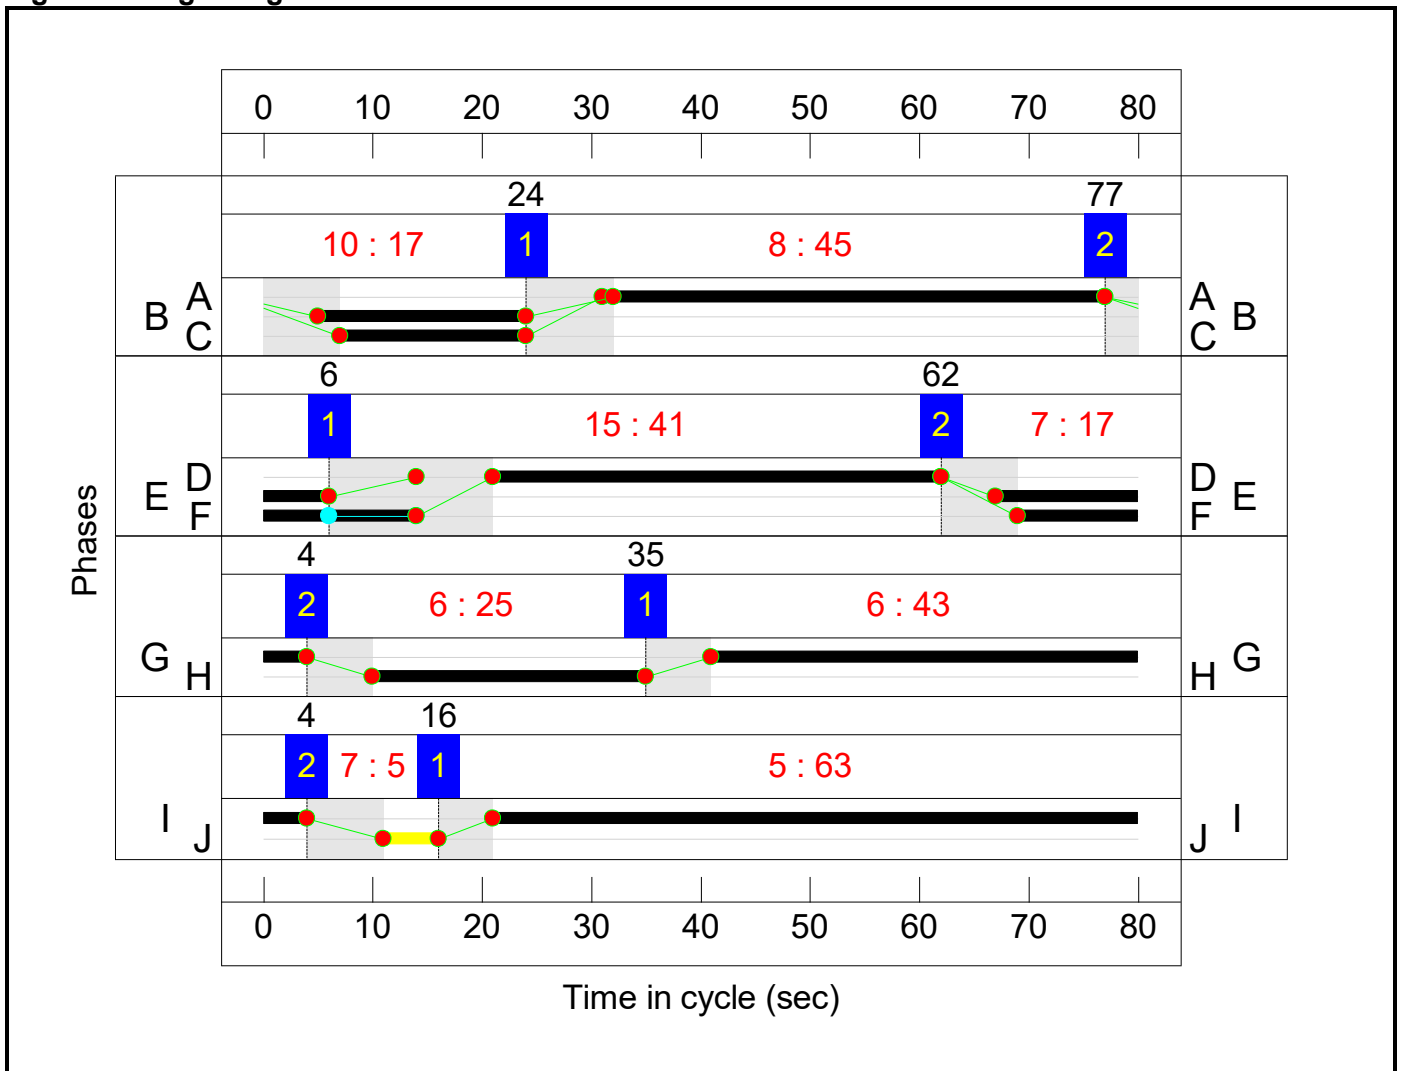 0 10 20 30 40 50 60 70 80
24 77
10 : 17 1 8 : 45 2
A A
B B
C C
6 62
1 15 : 41 2 7 : 17
D D
E E
F F
Phases
4 35
2 6 : 25 1 6 : 43
G G
H H
4 16
2 7 : 5 1 5 : 63
I I
J J
0 10 20 30 40 50 60 70 80
Time in cycle (sec)